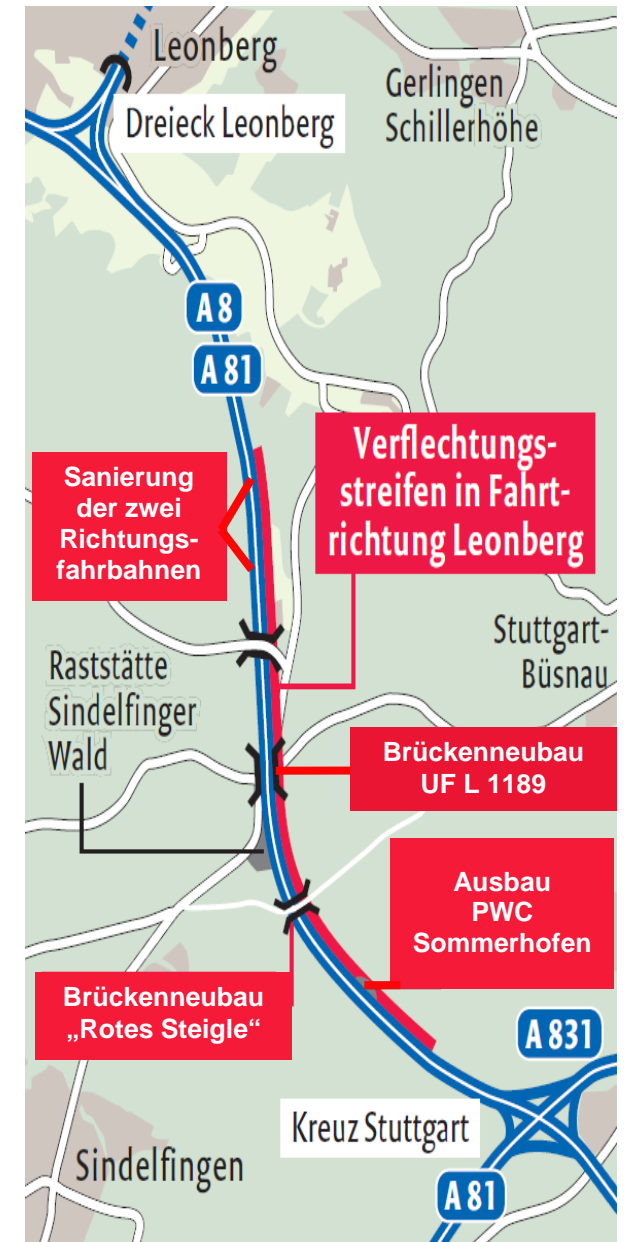 Leonberg
Dreieck Leonberg
Gerlingen
Schillerhöhe
A 8
A 81
Verflechtungs-
streifen in Fahrt-
richtung Leonberg
Sanierung
der zwei
Richtungs-
fahrbahnen
Stuttgart-
Büsnau
Raststätte
Sindelfinger
Wald
Brückenneubau
UF L 1189
Ausbau
PWC
Sommerhofen
Brückenneubau
„Rotes Steigle“
A 831
Kreuz Stuttgart
Sindelfingen
A 81